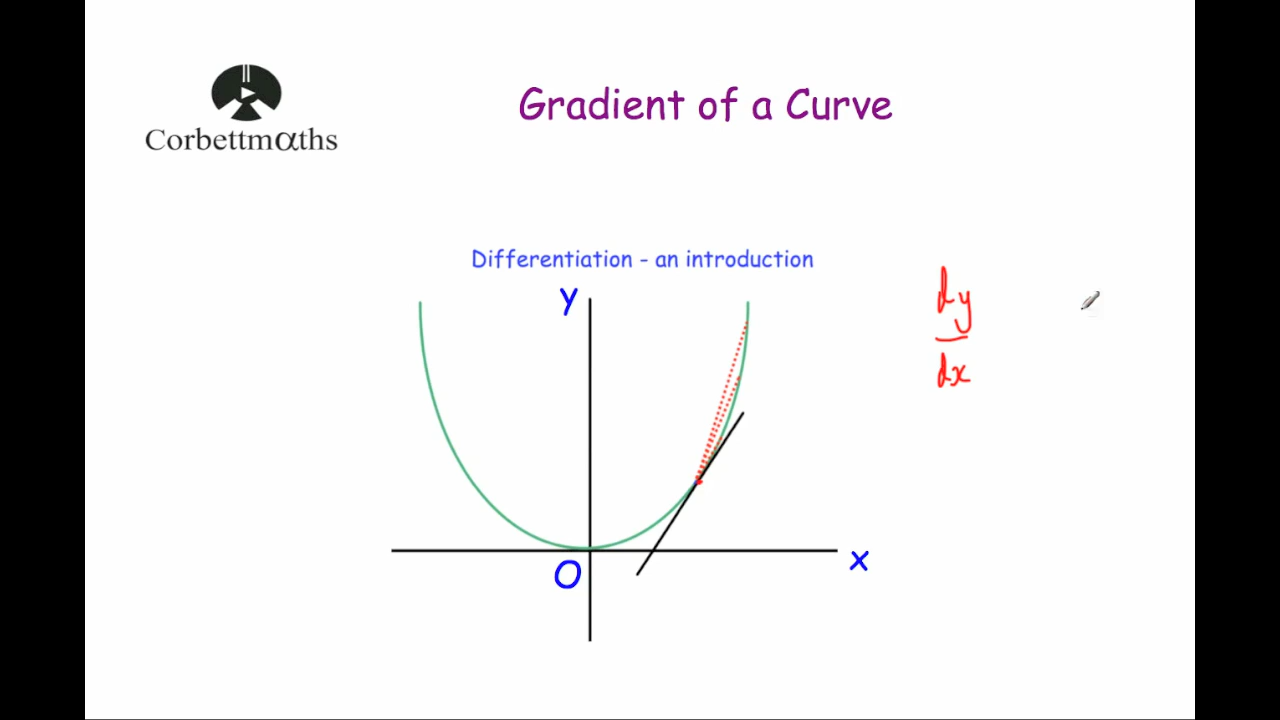 Corbettmαths
Gradient of a Curve
Differentiation - an introduction
y
dy
dx
x
O